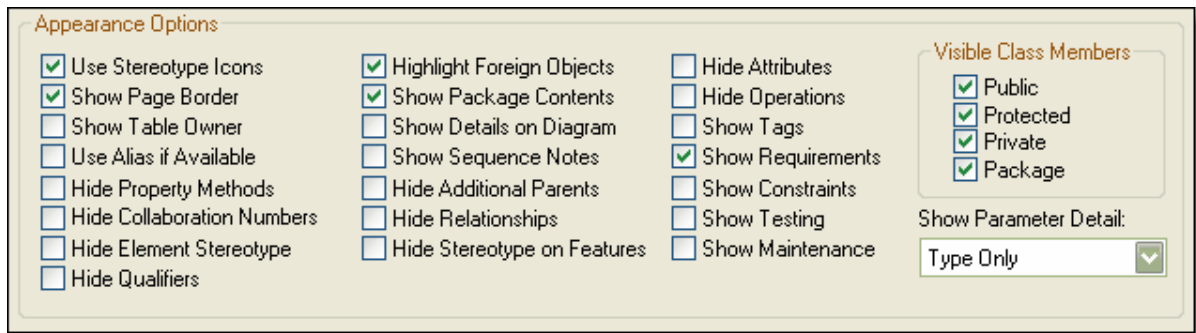 Appearance Options
Use Stereotype Icons
Show Page Border
Show Table Owner
Use Alias if Available
Hide Property Methods
Hide Collaboration Numbers
Hide Element Stereotype
Hide Qualifiers
Highlight Foreign Objects
Show Package Contents
Show Details on Diagram
Show Sequence Notes
Hide Additional Parents
Hide Relationships
Hide Stereotype on Features
Hide Attributes
Hide Operations
Show Tags
Show Requirements
Show Constraints
Show Testing
Show Maintenance
Visible Class Members
Public
Protected
Private
Package
Show Parameter Detail:
Type Only